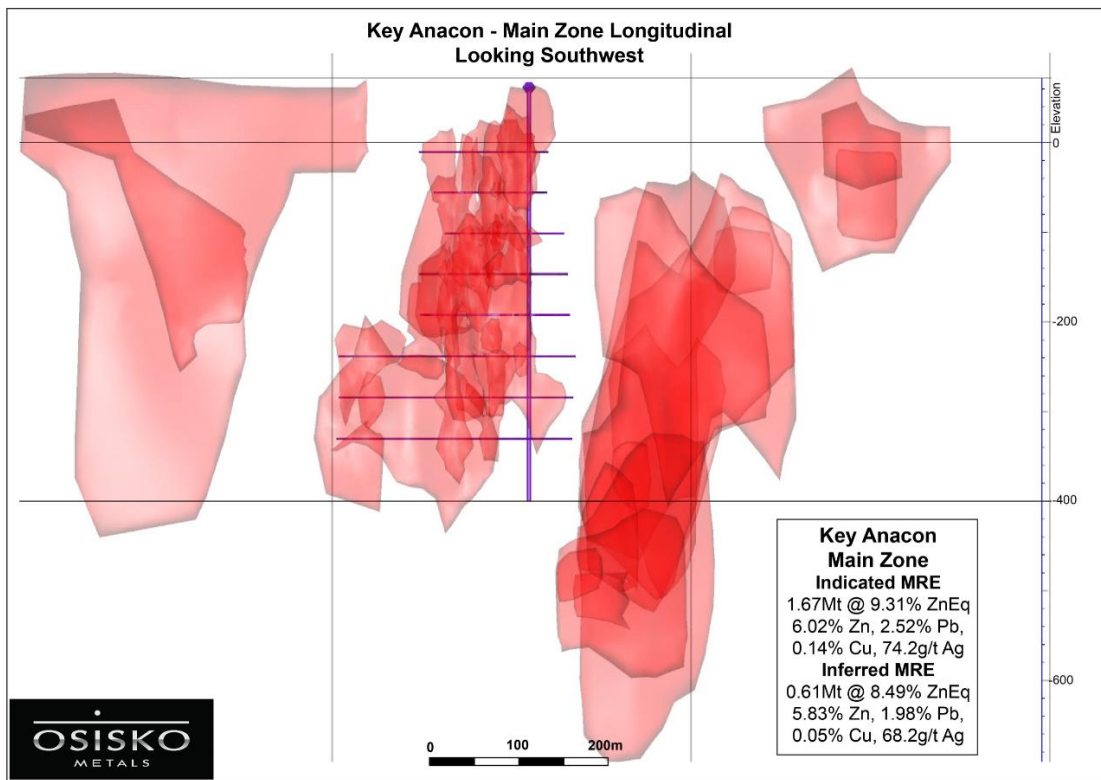 Key Anacon - Main Zone Longitudinal
Looking Southwest
Elevation
0
-200
-400
-600
Key Anacon
Main Zone
Indicated MRE
1.67Mt @ 9.31% ZnEq
6.02% Zn, 2.52% Pb,
0.14% Cu, 74.2g/t Ag
Inferred MRE
0.61Mt @ 8.49% ZnEq
5.83% Zn, 1.98% Pb,
0.05% Cu, 68.2g/t Ag
OSISKO
METALS
0 100 200m